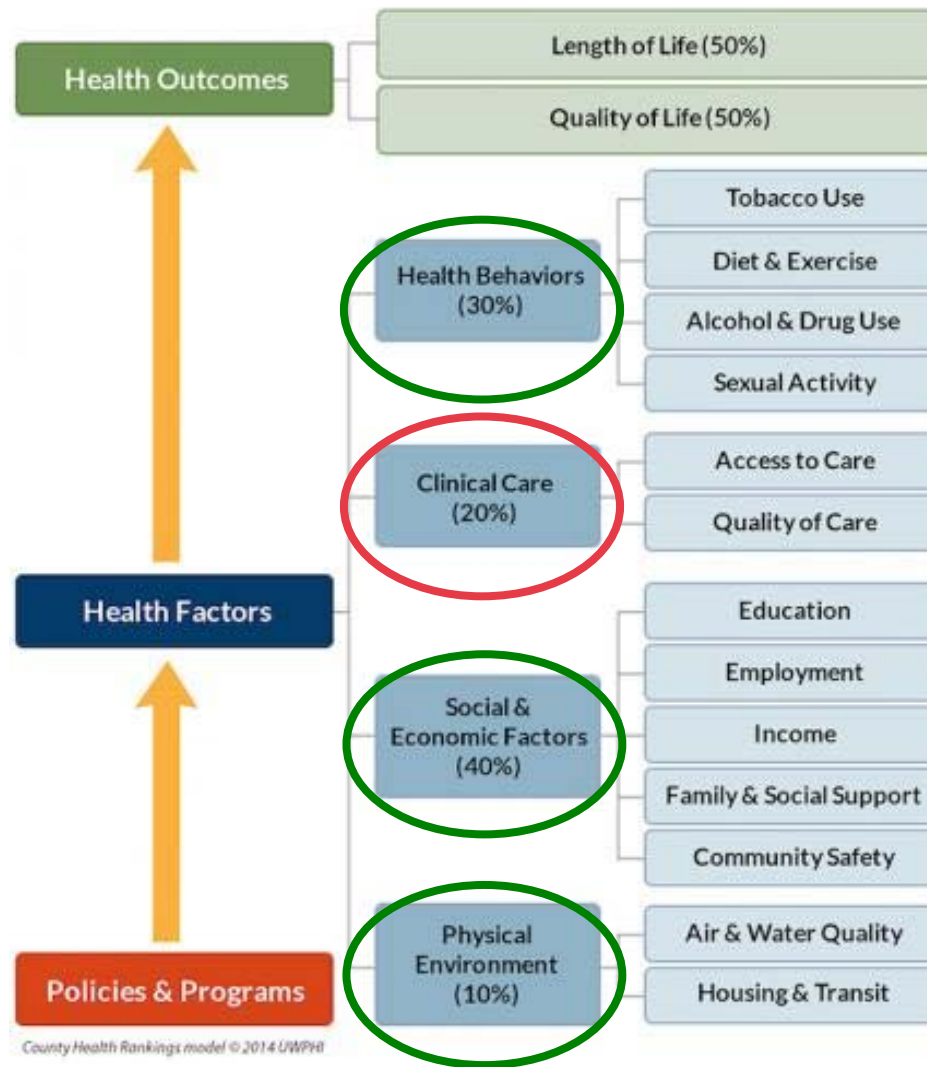 Health Outcomes
Length of Life (50%)
Quality of Life (50%)
Health Behaviors
(30%)
Tobacco Use
Diet & Exercise
Alcohol & Drug Use
Sexual Activity
Clinical Care
(20%)
Access to Care
Quality of Care
Health Factors
Social &
Economic Factors
(40%)
Education
Employment
Income
Family & Social Support
Community Safety
Physical
Environment
(10%)
Air & Water Quality
Housing & Transit
Policies & Programs
County Health Rankings model © 2014 UWPHI